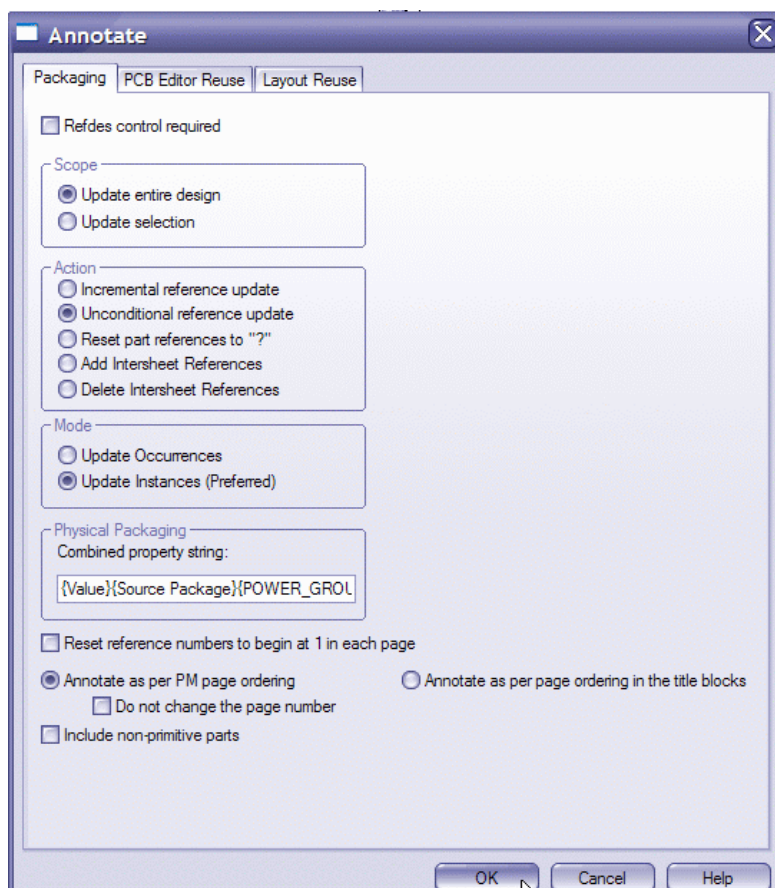 Annotate
Packaging PCB Editor Reuse Layout Reuse
Refdes control required
Scope
Update entire design
Update selection
Action
Incremental reference update
Unconditional reference update
Reset part references to "?"
Add Intersheet References
Delete Intersheet References
Mode
Update Occurrences
Update Instances (Preferred)
Physical Packaging
Combined property string:
{Value}{Source Package}{POWER_GROU
Reset reference numbers to begin at 1 in each page
Annotate as per PM page ordering Annotate as per page ordering in the title blocks
Do not change the page number
Include non-primitive parts
OK Cancel Help